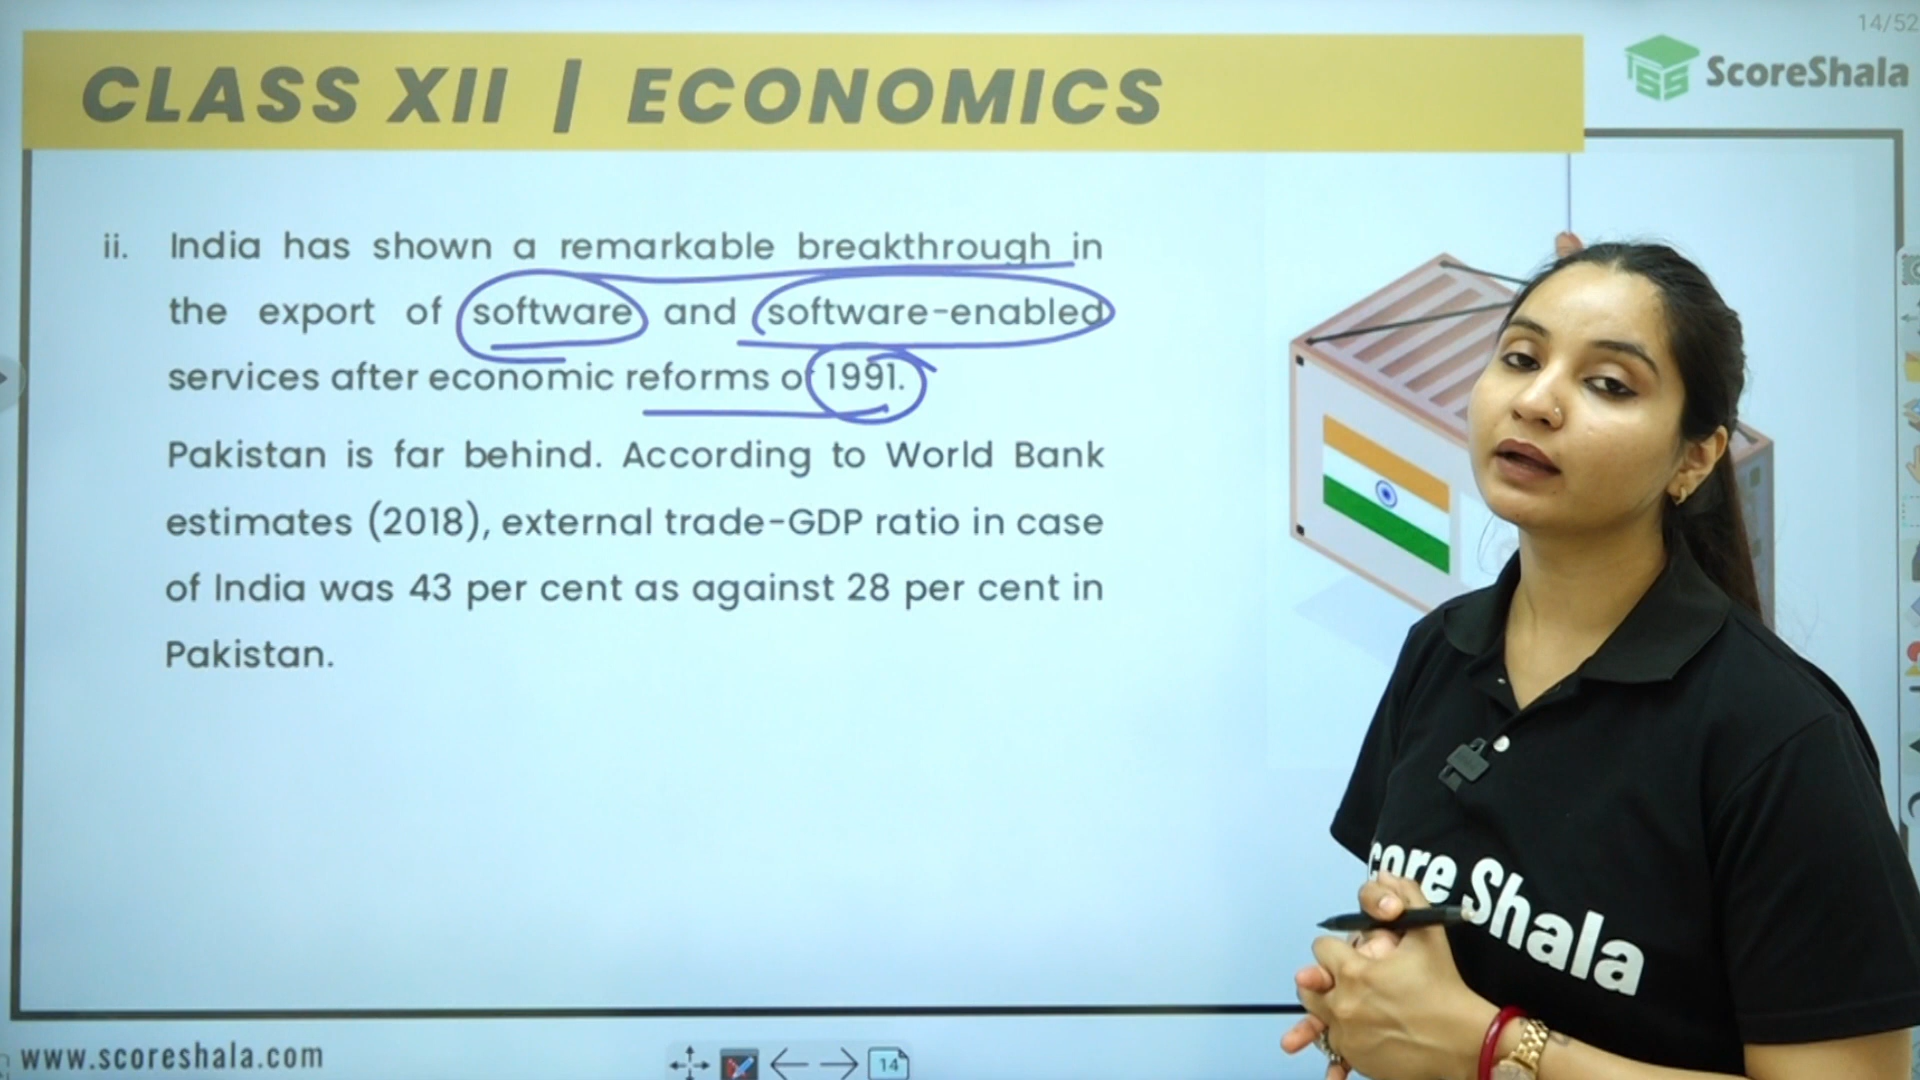 14/52
CLASS XII | ECONOMICS
ScoreShala
ii. India has shown a remarkable breakthrough in
the export of software and software-enabled
services after economic reforms of 1991.
Pakistan is far behind. According to World Bank
estimates (2018), external trade-GDP ratio in case
of India was 43 per cent as against 28 per cent in
Pakistan.
core Shala
www.scoreshala.com
14